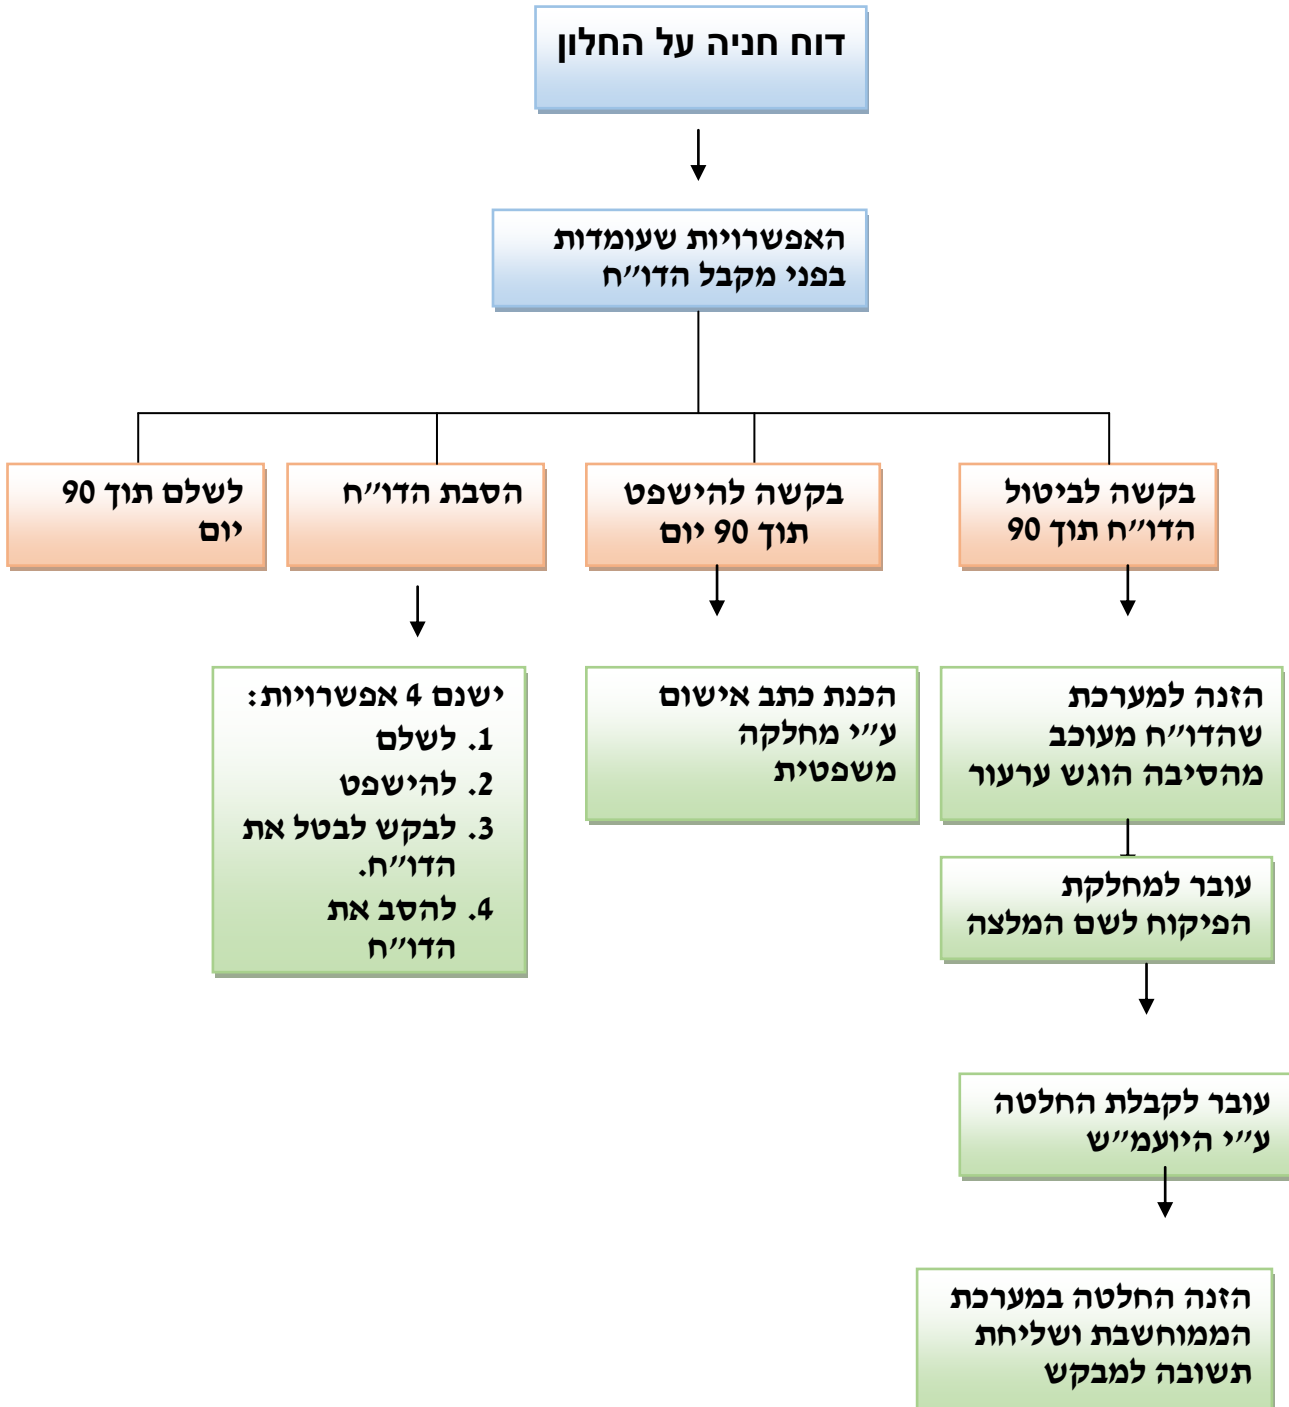 דוח חניה על החלון
האפשרויות שעומדות
בפני מקבל הדו״ח
בקשה לביטול
הדו״ח תוך 90
בקשה להישפט
תוך 90 יום
הסבת הדו״ח
לשלם תוך 90
יום
הזנה למערכת
שהדו״ח מעוכב
מהסיבה הוגש ערעור
הכנת כתב אישום
ע״י מחלקה
משפטית
ישנם 4 אפשרויות:
1. לשלם
2. להישפט
3. לבקש לבטל את
הדו״ח.
4. להסב את
הדו״ח
עובר למחלקת
הפיקוח לשם המלצה
עובר לקבלת החלטה
ע״י היועמ״ש
הזנה החלטה במערכת
הממוחשבת ושליחת
תשובה למבקש